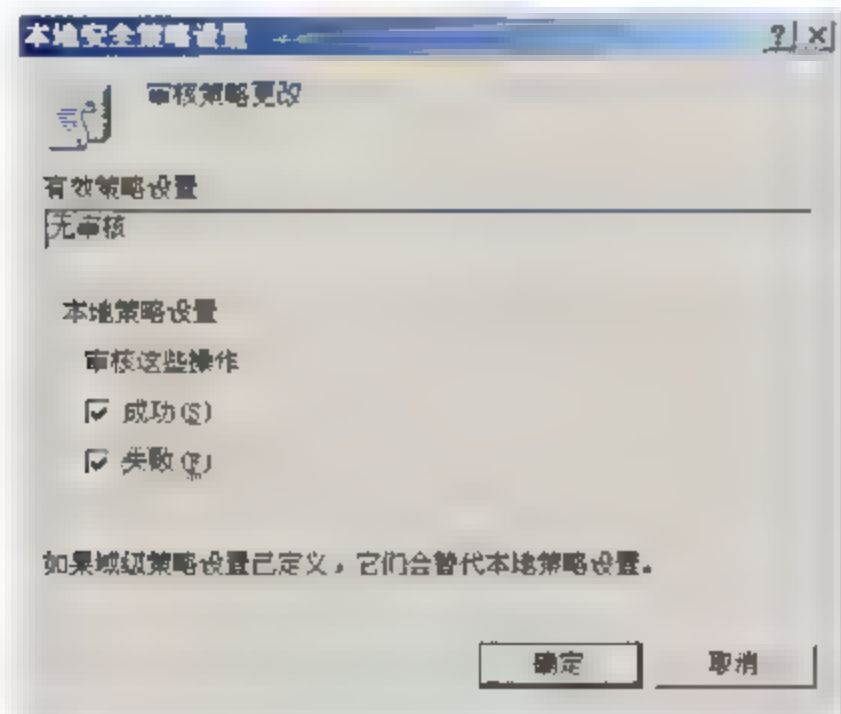 本地安全策略设置
审核策略更改
有效策略设置
无审核
本地策略设置
审核这些操作
成功(S)
失败(F)
如果域级策略设置已定义，它们会替代本地策略设置。
确定
取消